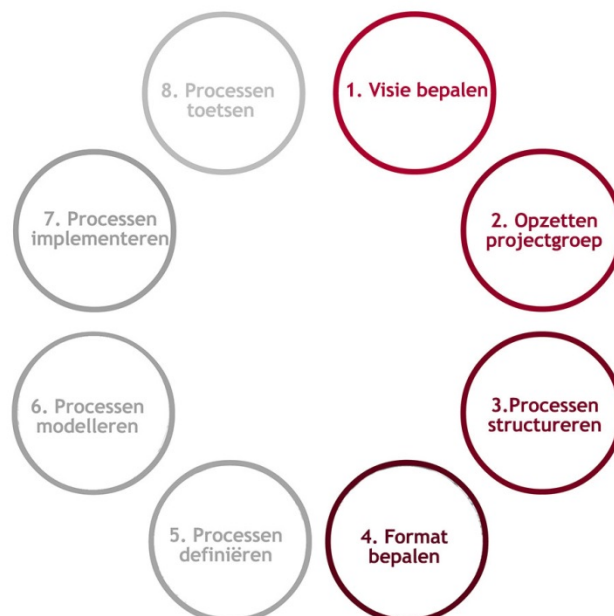 1. Visie bepalen
2. Opzetten
projectgroep
3.Processen
structureren
4. Format
bepalen
5. Processen
definiëren
6. Processen
modelleren
7. Processen
implementeren
8. Processen
toetsen